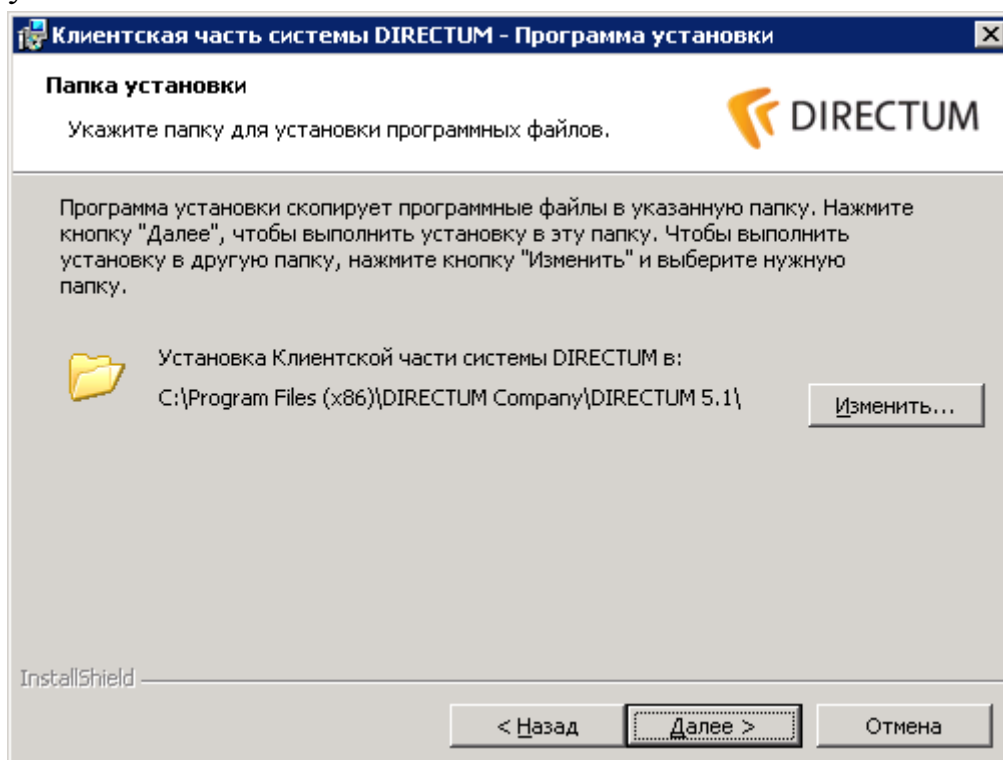 Клиентская часть системы DIRECTUM - Программа установки
Папка установки
Укажите папку для установки программных файлов.
DIRECTUM
Программа установки скопирует программные файлы в указанную папку. Нажмите
кнопку "Далее", чтобы выполнить установку в эту папку. Чтобы выполнить
установку в другую папку, нажмите кнопку "Изменить" и выберите нужную
папку.
Установка Клиентской части системы DIRECTUM в:
C:\Program Files (x86)\DIRECTUM Company\DIRECTUM 5.1\
Изменить...
InstallShield
< Назад
Далее >
Отмена